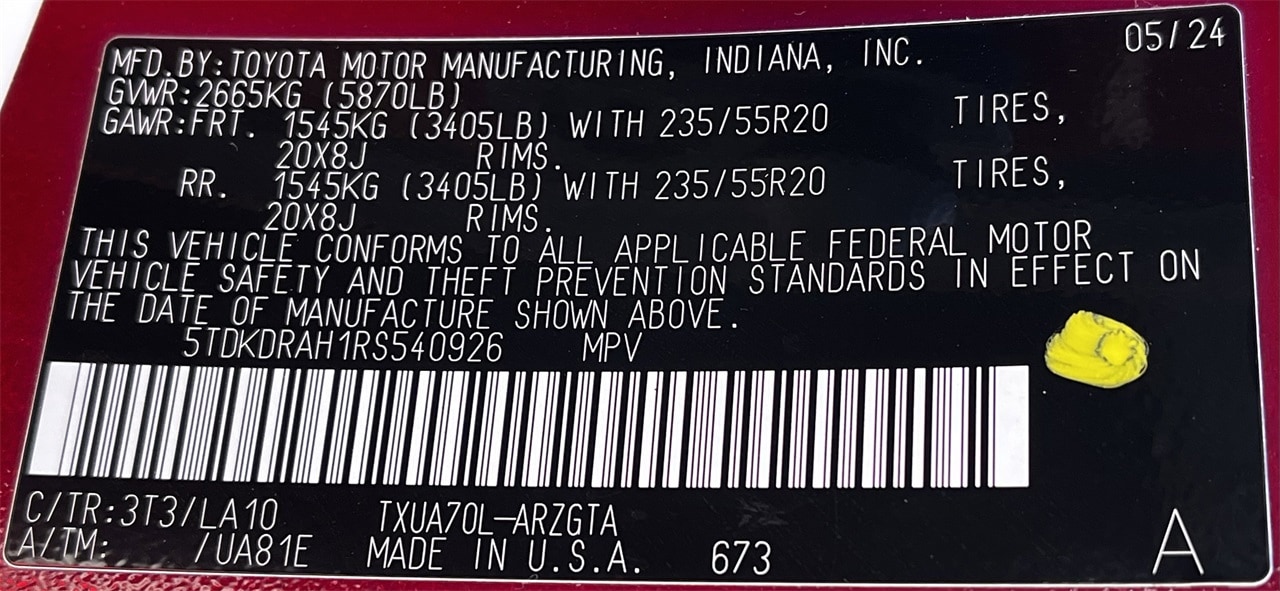 05/24
MFD.BY:TOYOTA MOTOR MANUFACTURING, INDIANA, INC.
GVWR:2665KG (5870LB)
GAWR:FRT. 1545KG (3405LB) WITH 235/55R20 TIRES,
20X8J RIMS.
RR. 1545KG (3405LB) WITH 235/55R20 TIRES,
20X8J RIMS.
THIS VEHICLE CONFORMS TO ALL APPLICABLE FEDERAL MOTOR
VEHICLE SAFETY AND THEFT PREVENTION STANDARDS IN EFFECT ON
THE DATE OF MANUFACTURE SHOWN ABOVE.
5TDKDRAH1RS540926 MPV
C/TR:3T3/LA10 TXUA70L-ARZGTA
A/TM: /UA81E MADE IN U.S.A. 673
A